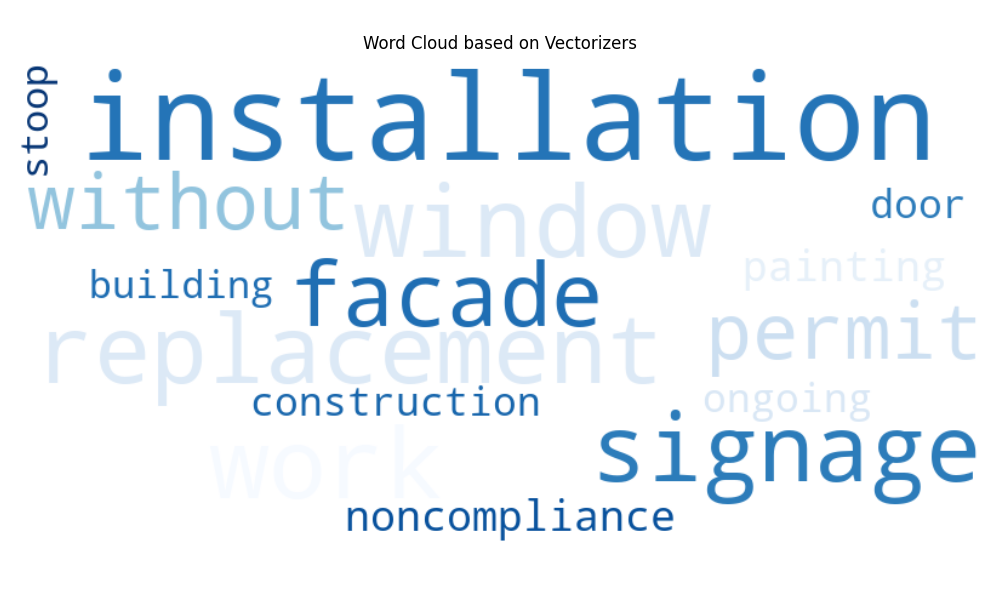 Word Cloud based on Vectorizers
stoop
installation
without
window
door
building
facade
painting
replacement
permit
construction
ongoing
work
signage
noncompliance